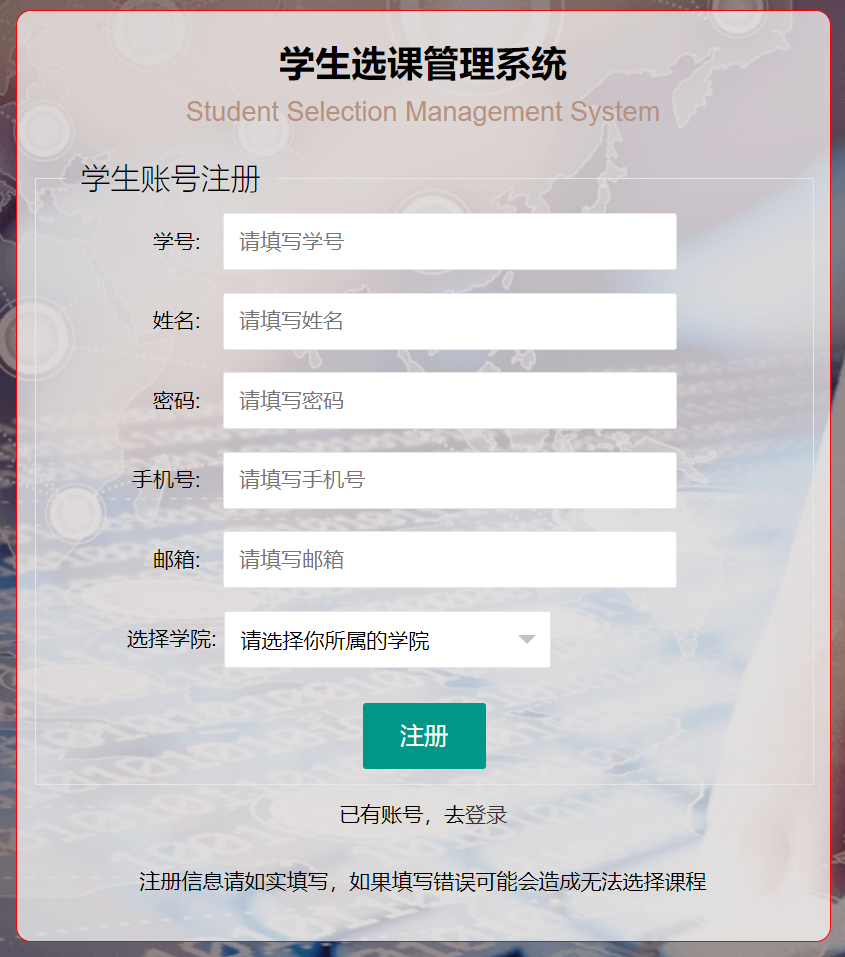 学生选课管理系统
Student Selection Management System
学生账号注册
学号: 请填写学号
姓名: 请填写姓名
密码: 请填写密码
手机号: 请填写手机号
邮箱: 请填写邮箱
选择学院: 请选择你所属的学院
注册
已有账号，去登录
注册信息请如实填写，如果填写错误可能会造成无法选择课程